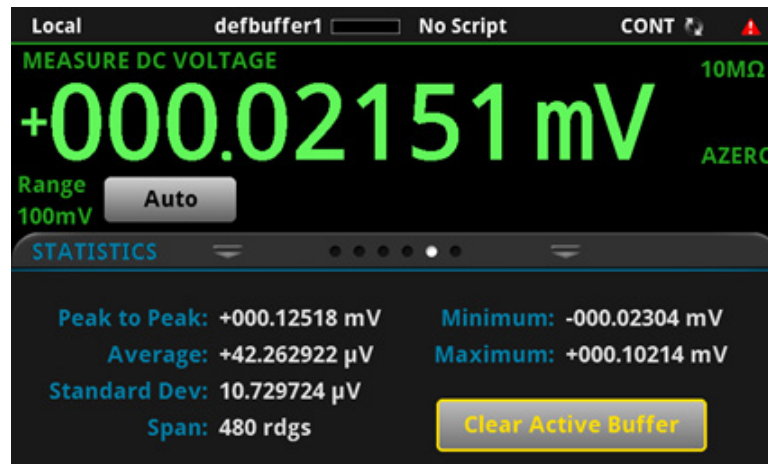 Local defbuffer1 No Script CONT
MEASURE DC VOLTAGE
10MΩ
+000.02151 mV
AZERO
Range
100mV
Auto
STATISTICS
Peak to Peak: +000.12518 mV Minimum: -000.02304 mV
Average: +42.262922 µV Maximum: +000.10214 mV
Standard Dev: 10.729724 µV
Span: 480 rdgs
Clear Active Buffer